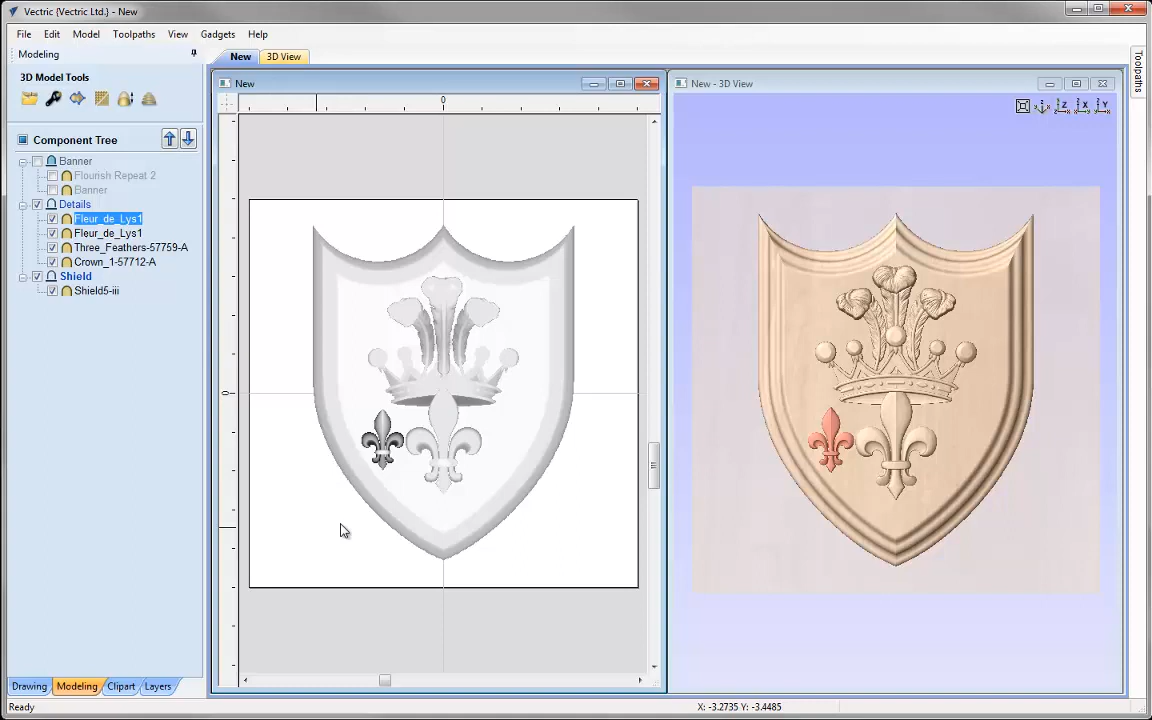 Vectric {Vectric Ltd.} - New
File Edit Model Toolpaths View Gadgets Help
Modeling
New
3D View
3D Model Tools
New
New - 3D View
Toolpaths
0
Z
X
Y
Component Tree
Banner
Flourish Repeat 2
Banner
Details
Fleur_de_Lys1
Fleur_de_Lys1
Three_Feathers-57759-A
Crown_1-57712-A
Shield
Shield5-iii
0
Drawing Modeling Clipart Layers
Ready
X: -3.2735 Y: -3.4485